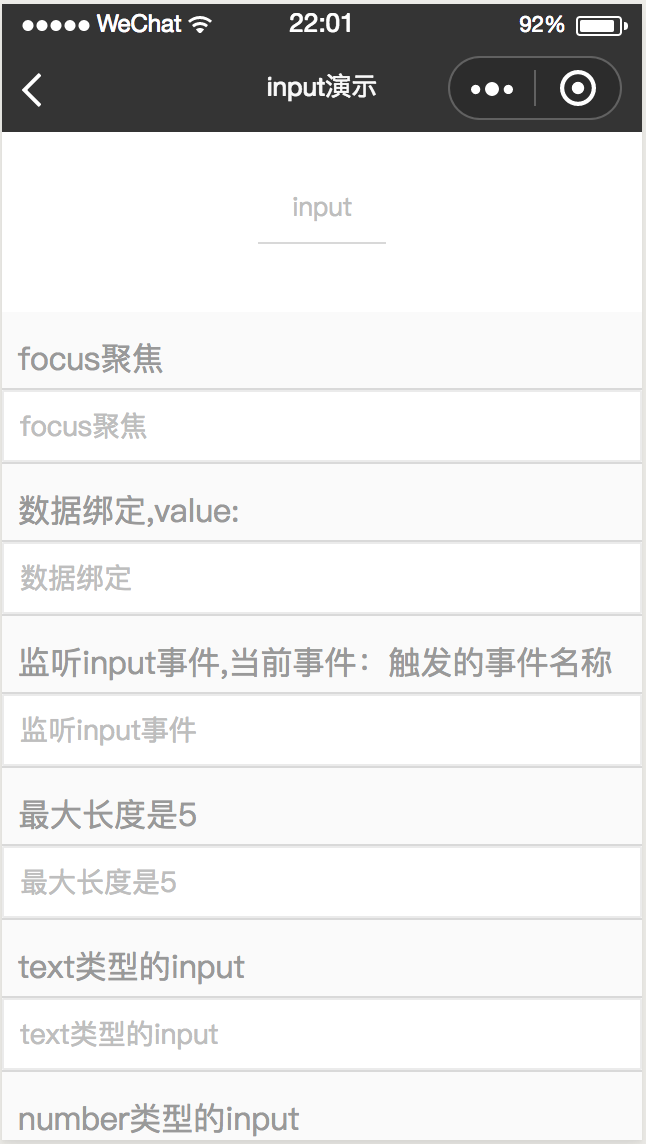 WeChat 22:01 92%
input演示
input
focus聚焦
focus聚焦
数据绑定,value:
数据绑定
监听input事件,当前事件：触发的事件名称
监听input事件
最大长度是5
最大长度是5
text类型的input
text类型的input
number类型的input